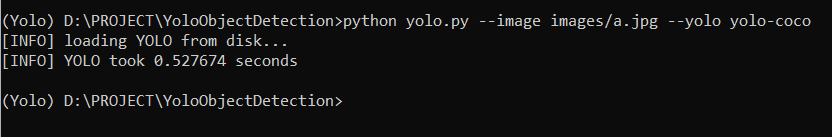 (Yolo) D:\PROJECT\YoloObjectDetection>python yolo.py --image images/a.jpg --yolo yolo-coco
[INFO] loading YOLO from disk...
[INFO] YOLO took 0.527674 seconds
(Yolo) D:\PROJECT\YoloObjectDetection>